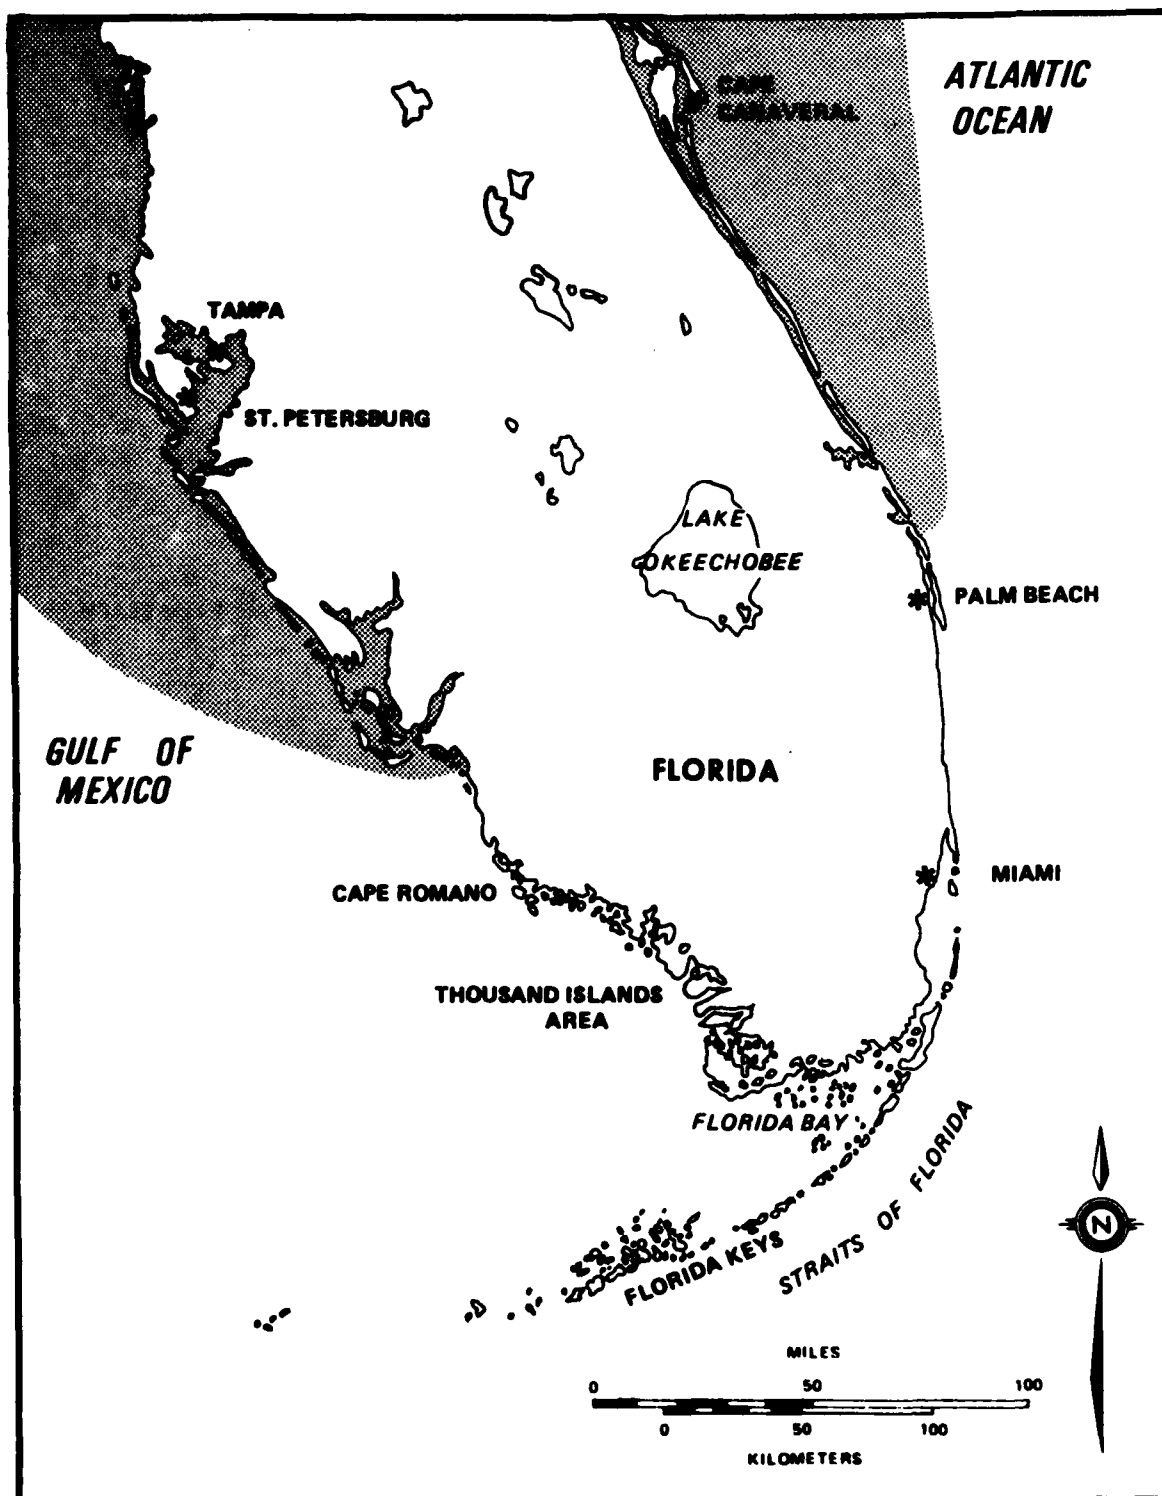 ATLANTIC
OCEAN
CAPE
CANAVERAL
TAMPA
ST. PETERSBURG
LAKE
OKEECHOBEE
PALM BEACH
GULF OF
MEXICO
FLORIDA
CAPE ROMANO
MIAMI
THOUSAND ISLANDS
AREA
FLORIDA BAY
STRAITS OF FLORIDA
FLORIDA KEYS
N
MILES
0 50 100
0 50 100
KILOMETERS